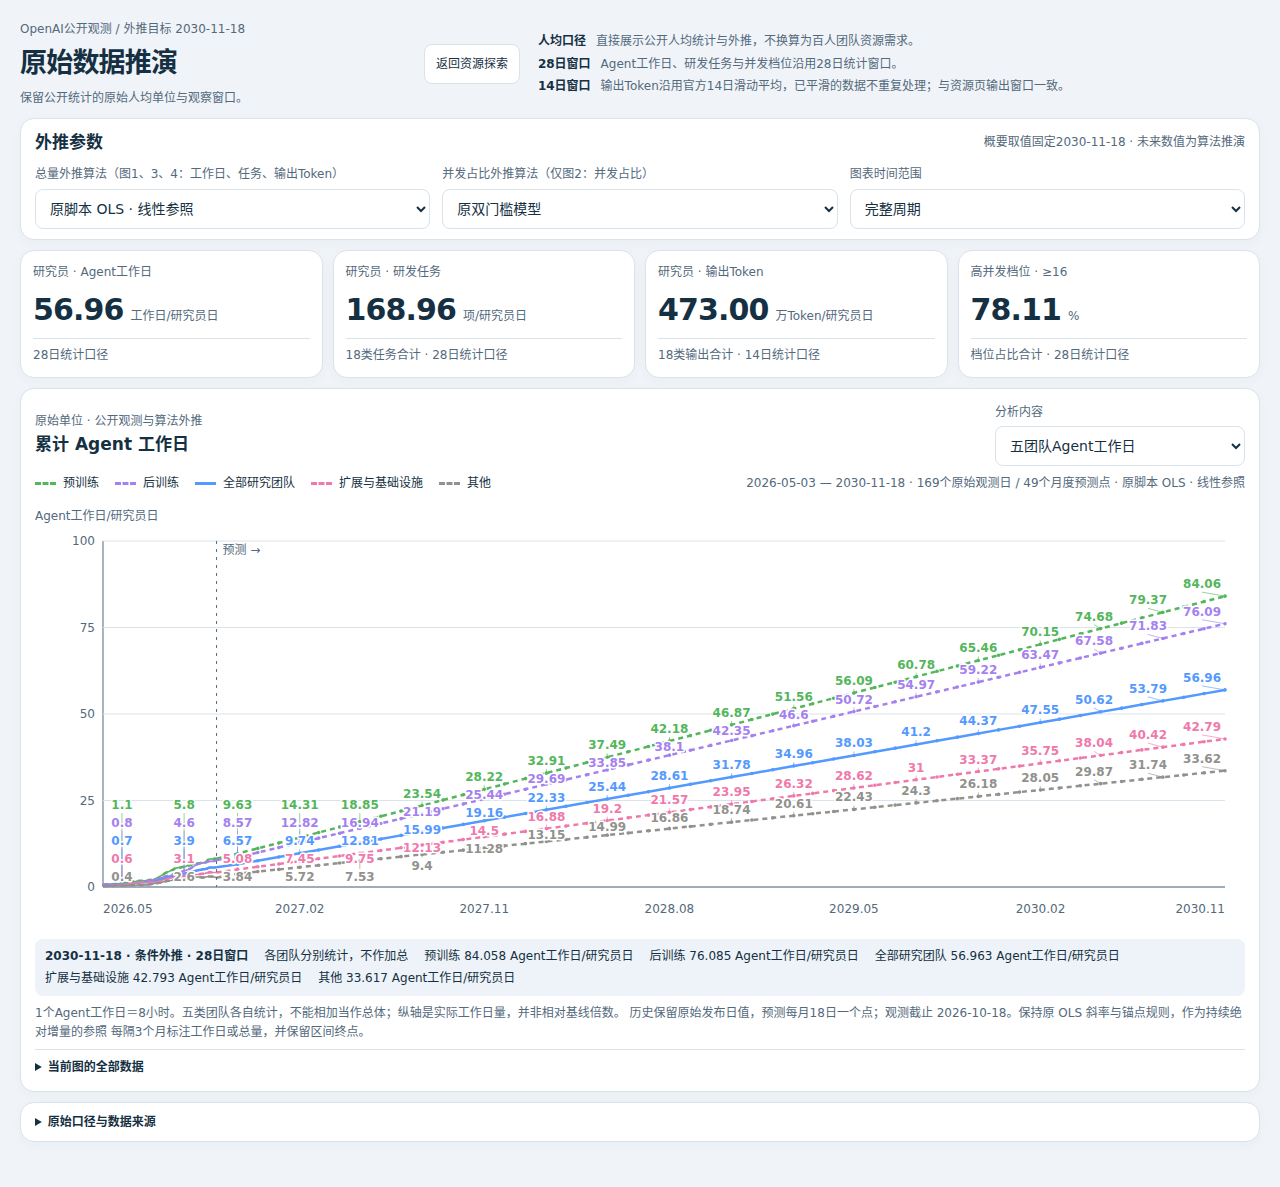 OpenAI公开观测 / 外推目标 2030-11-18
原始数据推演
保留公开统计的原始人均单位与观察窗口。
返回资源探索
人均口径 直接展示公开人均统计与外推，不换算为百人团队资源需求。
28日窗口 Agent工作日、研发任务与并发档位沿用28日统计窗口。
14日窗口 输出Token沿用官方14日滑动平均，已平滑的数据不重复处理；与资源页输出窗口一致。
外推参数
概要取值固定2030-11-18 · 未来数值为算法推演
总量外推算法（图1、3、4：工作日、任务、输出Token）
并发占比外推算法（仅图2：并发占比）
图表时间范围
原脚本 OLS · 线性参照
原双门槛模型
完整周期
研究员 · Agent工作日
56.96 工作日/研究员日
28日统计口径
研究员 · 研发任务
168.96 项/研究员日
18类任务合计 · 28日统计口径
研究员 · 输出Token
473.00 万Token/研究员日
18类输出合计 · 14日统计口径
高并发档位 · ≥16
78.11 %
档位占比合计 · 28日统计口径
原始单位 · 公开观测与算法外推
累计 Agent 工作日
分析内容
五团队Agent工作日
预训练 后训练 全部研究团队 扩展与基础设施 其他
2026-05-03 — 2030-11-18 · 169个原始观测日 / 49个月度预测点 · 原脚本 OLS · 线性参照
Agent工作日/研究员日
100
75
50
25
0
预测 →
1.1 5.8 9.63 14.31 18.85 23.54 28.22 32.91 37.49 42.18 46.87 51.56 56.09 60.78 65.46 70.15 74.68 79.37 84.06
0.8 4.6 8.57 12.82 16.94 21.19 25.44 29.69 33.85 38.1 42.35 46.6 50.72 54.97 59.22 63.47 67.58 71.83 76.09
0.7 3.9 6.57 9.74 12.81 15.99 19.16 22.33 25.44 28.61 31.78 34.96 38.03 41.2 44.37 47.55 50.62 53.79 56.96
0.6 3.1 5.08 7.45 9.75 12.13 14.5 16.88 19.2 21.57 23.95 26.32 28.62 31 33.37 35.75 38.04 40.42 42.79
0.4 2.6 3.84 5.72 7.53 9.4 11.28 13.15 14.99 16.86 18.74 20.61 22.43 24.3 26.18 28.05 29.87 31.74 33.62
2026.05 2027.02 2027.11 2028.08 2029.05 2030.02 2030.11
2030-11-18 · 条件外推 · 28日窗口 各团队分别统计，不作加总 预训练 84.058 Agent工作日/研究员日 后训练 76.085 Agent工作日/研究员日 全部研究团队 56.963 Agent工作日/研究员日
扩展与基础设施 42.793 Agent工作日/研究员日 其他 33.617 Agent工作日/研究员日
1个Agent工作日＝8小时。五类团队各自统计，不能相加当作总体；纵轴是实际工作日量，并非相对基线倍数。 历史保留原始发布日值，预测每月18日一个点；观测截止 2026-10-18。保持原 OLS 斜率与锚点规则，作为持续绝
对增量的参照 每隔3个月标注工作日或总量，并保留区间终点。
当前图的全部数据
原始口径与数据来源